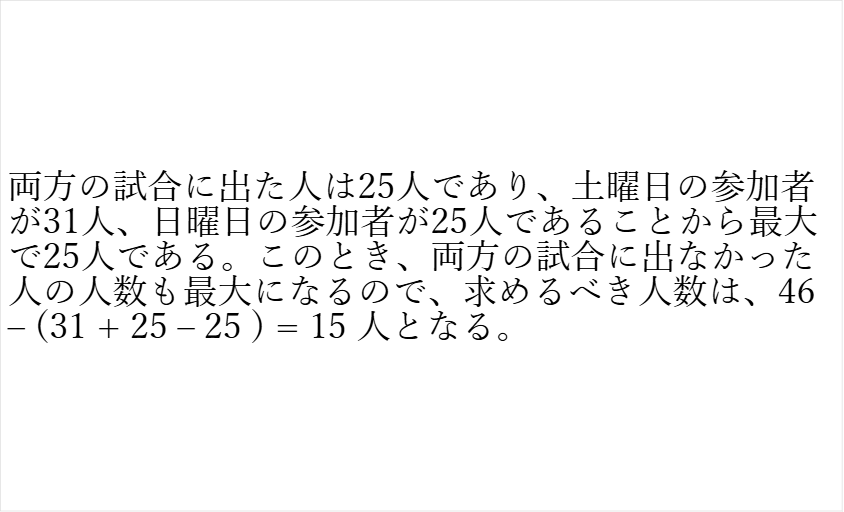 両方の試合に出た人は25人であり、土曜日の参加者
が31人、日曜日の参加者が25人であることから最大
で25人である。このとき、両方の試合に出なかった
人の人数も最大になるので、求めるべき人数は、46
– (31 + 25 – 25 ) = 15 人となる。